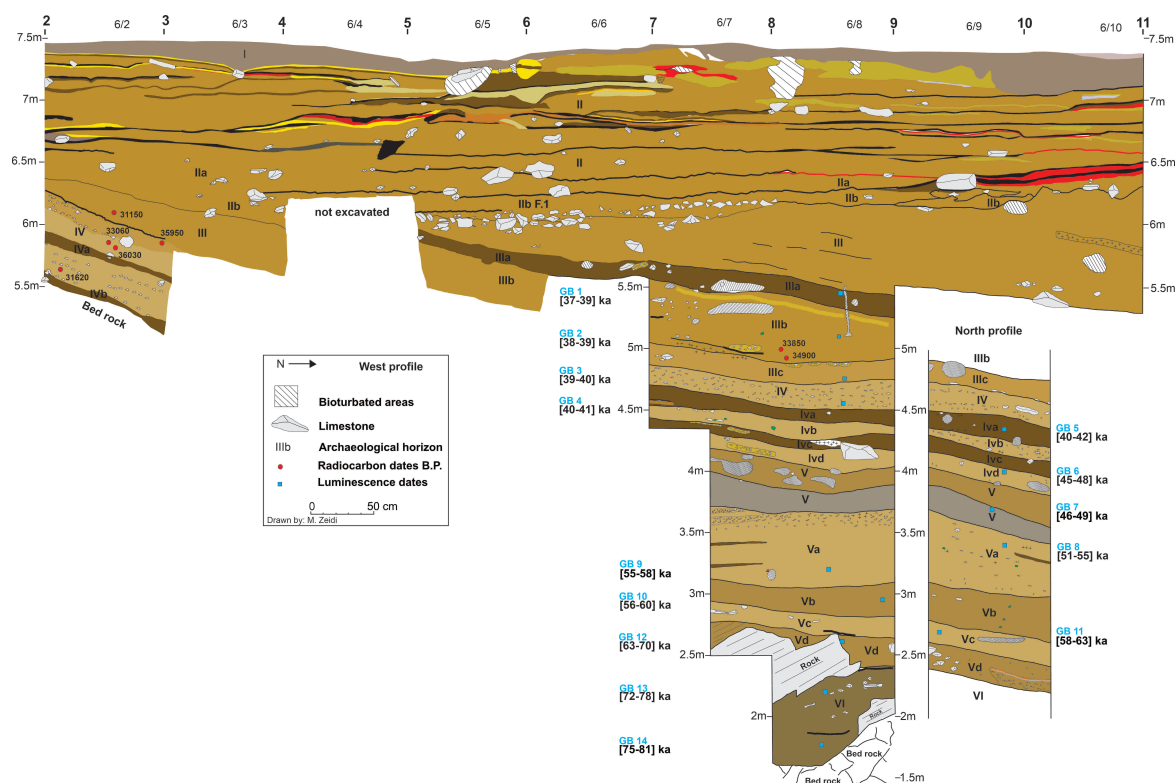 2 6/2 3 6/3 4 6/4 5 6/5 6 6/6 7 6/7 8 6/8 9 6/9 10 6/10 11
7.5m
7m
6.5m
6m
5.5m
7.5m
7m
6.5m
6m
5.5m
I
II
II
IIa
IIb
III
IV
IVa
IVb
Bed rock
31150
33060
35950
36030
31620
not excavated
IIb F.1
IIIa
IIIb
IIa
IIb
IIb
III
N
West profile
Bioturbated areas
Limestone
IIIb Archaeological horizon
Radiocarbon dates B.P.
Luminescence dates
0 50 cm
Drawn by: M. Zeidi
GB 1
[37-39] ka
GB 2
[38-39] ka
GB 3
[39-40] ka
GB 4
[40-41] ka
GB 9
[55-58] ka
GB 10
[56-60] ka
GB 12
[63-70] ka
GB 13
[72-78] ka
GB 14
[75-81] ka
5.5m
5m
4.5m
4m
3.5m
3m
2.5m
2m
IIIa
IIIb
33850
34900
IIIc
IV
Iva
Ivb
Ivc
Ivd
V
V
Va
Vb
Vc
Vd
Vd
Rock
VI
Rock
Bed rock
Bed rock
North profile
5m
4.5m
4m
3.5m
3m
2.5m
2m
1.5m
IIIb
IIIc
IV
Iva
Ivb
Ivc
Ivd
V
V
Va
Vb
Vc
Vd
VI
GB 5
[40-42] ka
GB 6
[45-48] ka
GB 7
[46-49] ka
GB 8
[51-55] ka
GB 11
[58-63] ka